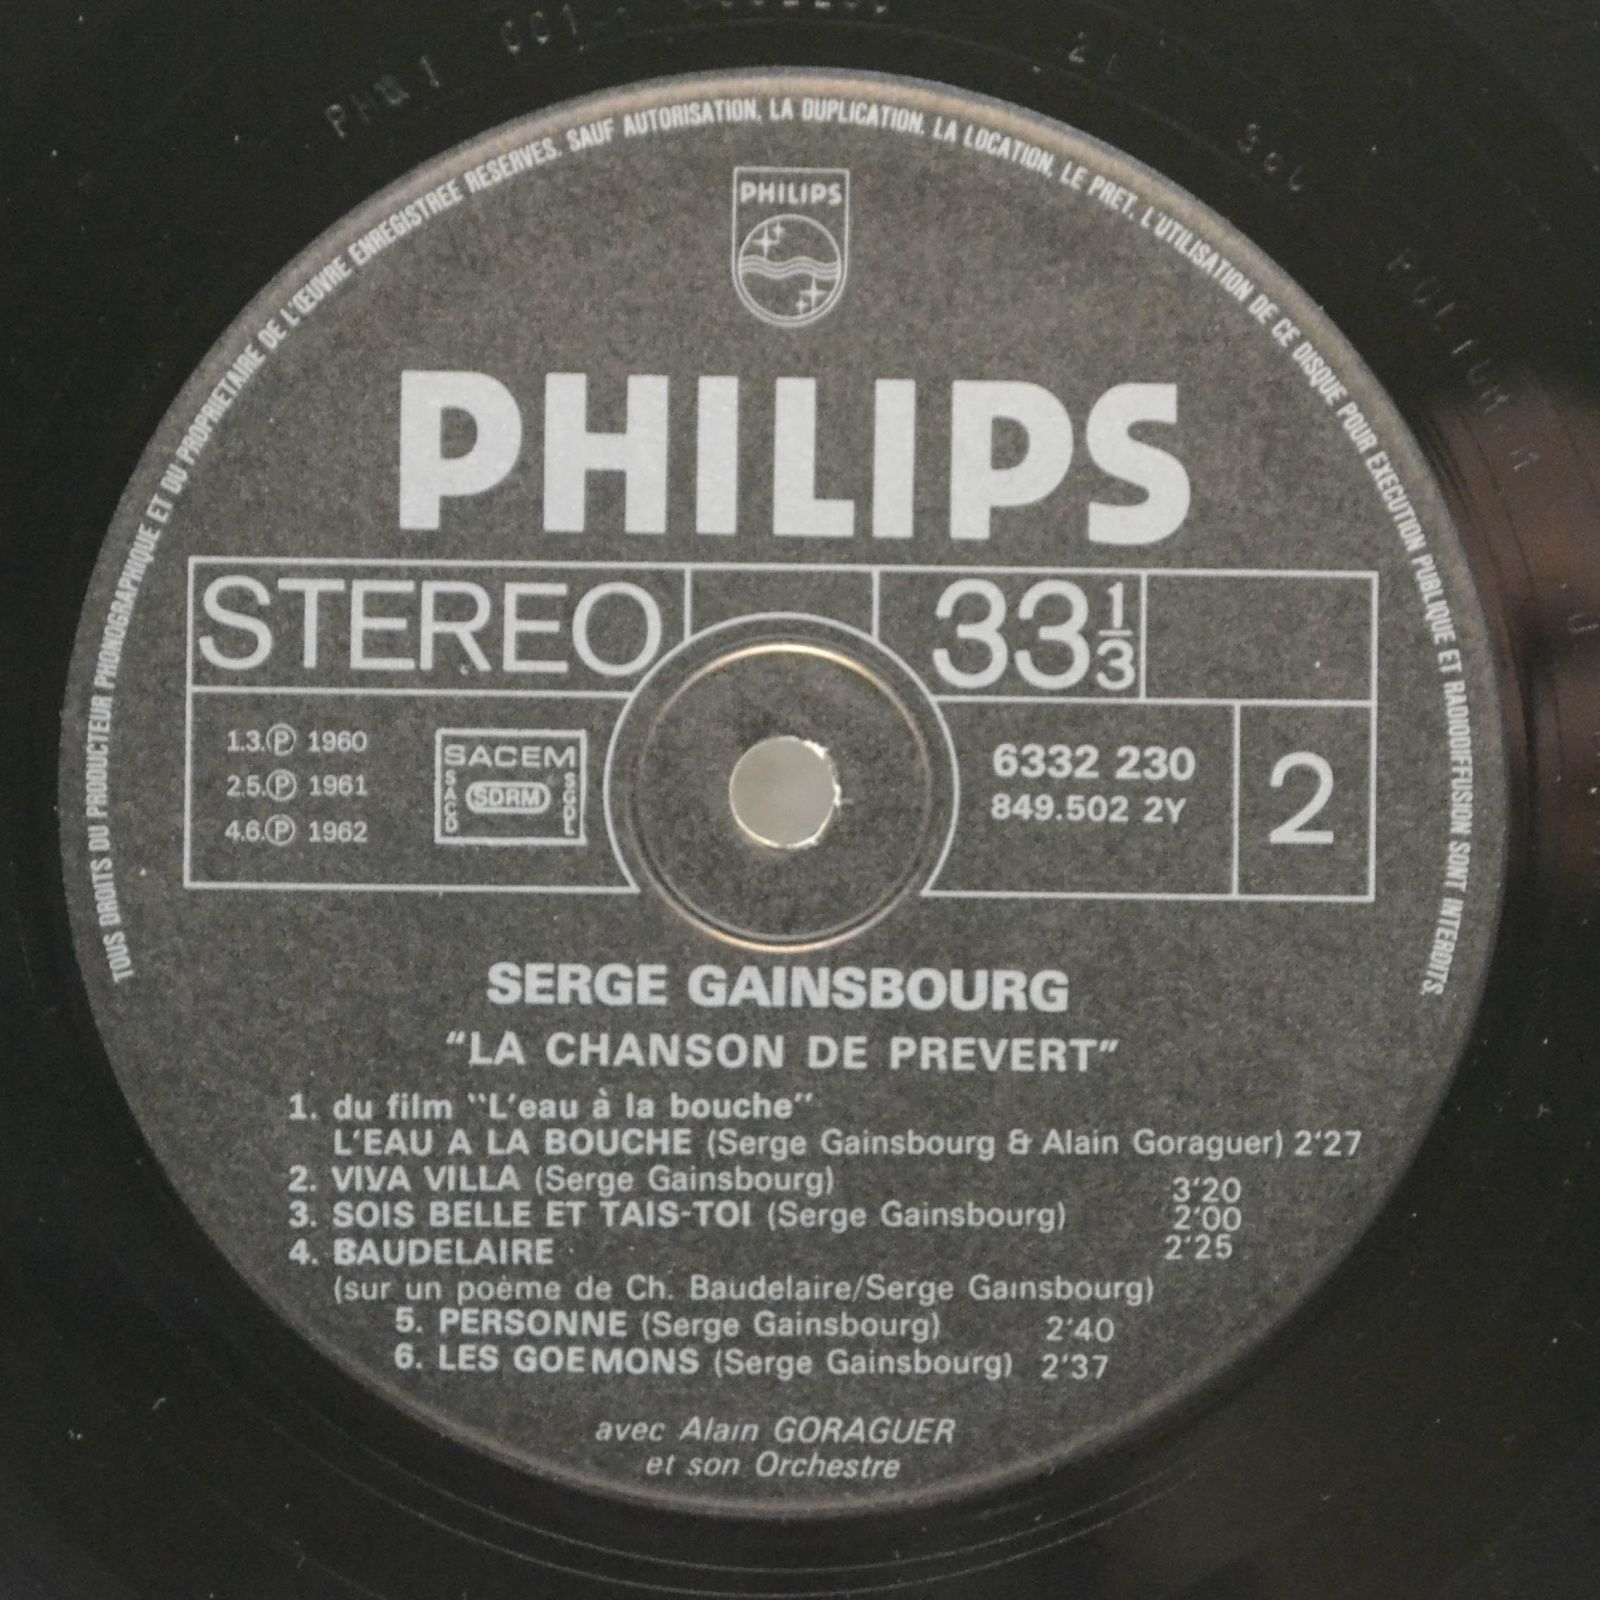 TOUS DROITS DU PRODUCTEUR PHONOGRAPHIQUE ET DU PROPRIETAIRE DE L'ŒUVRE ENREGISTREE RESERVES. SAUF AUTORISATION, LA DUPLICATION, LA LOCATION, LE PRET, L'UTILISATION DE CE DISQUE POUR EXECUTION PUBLIQUE ET RADIODIFFUSION SONT INTERDITS.
PHILIPS
PHILIPS
STEREO 33 1/3
1.3.℗ 1960
2.5.℗ 1961
4.6.℗ 1962
SACEM
SACD SDRM SGDL
6332 230
849.502 2Y
2
SERGE GAINSBOURG
"LA CHANSON DE PREVERT"
1. du film "L'eau à la bouche"
L'EAU A LA BOUCHE (Serge Gainsbourg & Alain Goraguer) 2'27
2. VIVA VILLA (Serge Gainsbourg) 3'20
3. SOIS BELLE ET TAIS-TOI (Serge Gainsbourg) 2'00
4. BAUDELAIRE 2'25
(sur un poème de Ch. Baudelaire/Serge Gainsbourg)
5. PERSONNE (Serge Gainsbourg) 2'40
6. LES GOEMONS (Serge Gainsbourg) 2'37
avec Alain GORAGUER
et son Orchestre